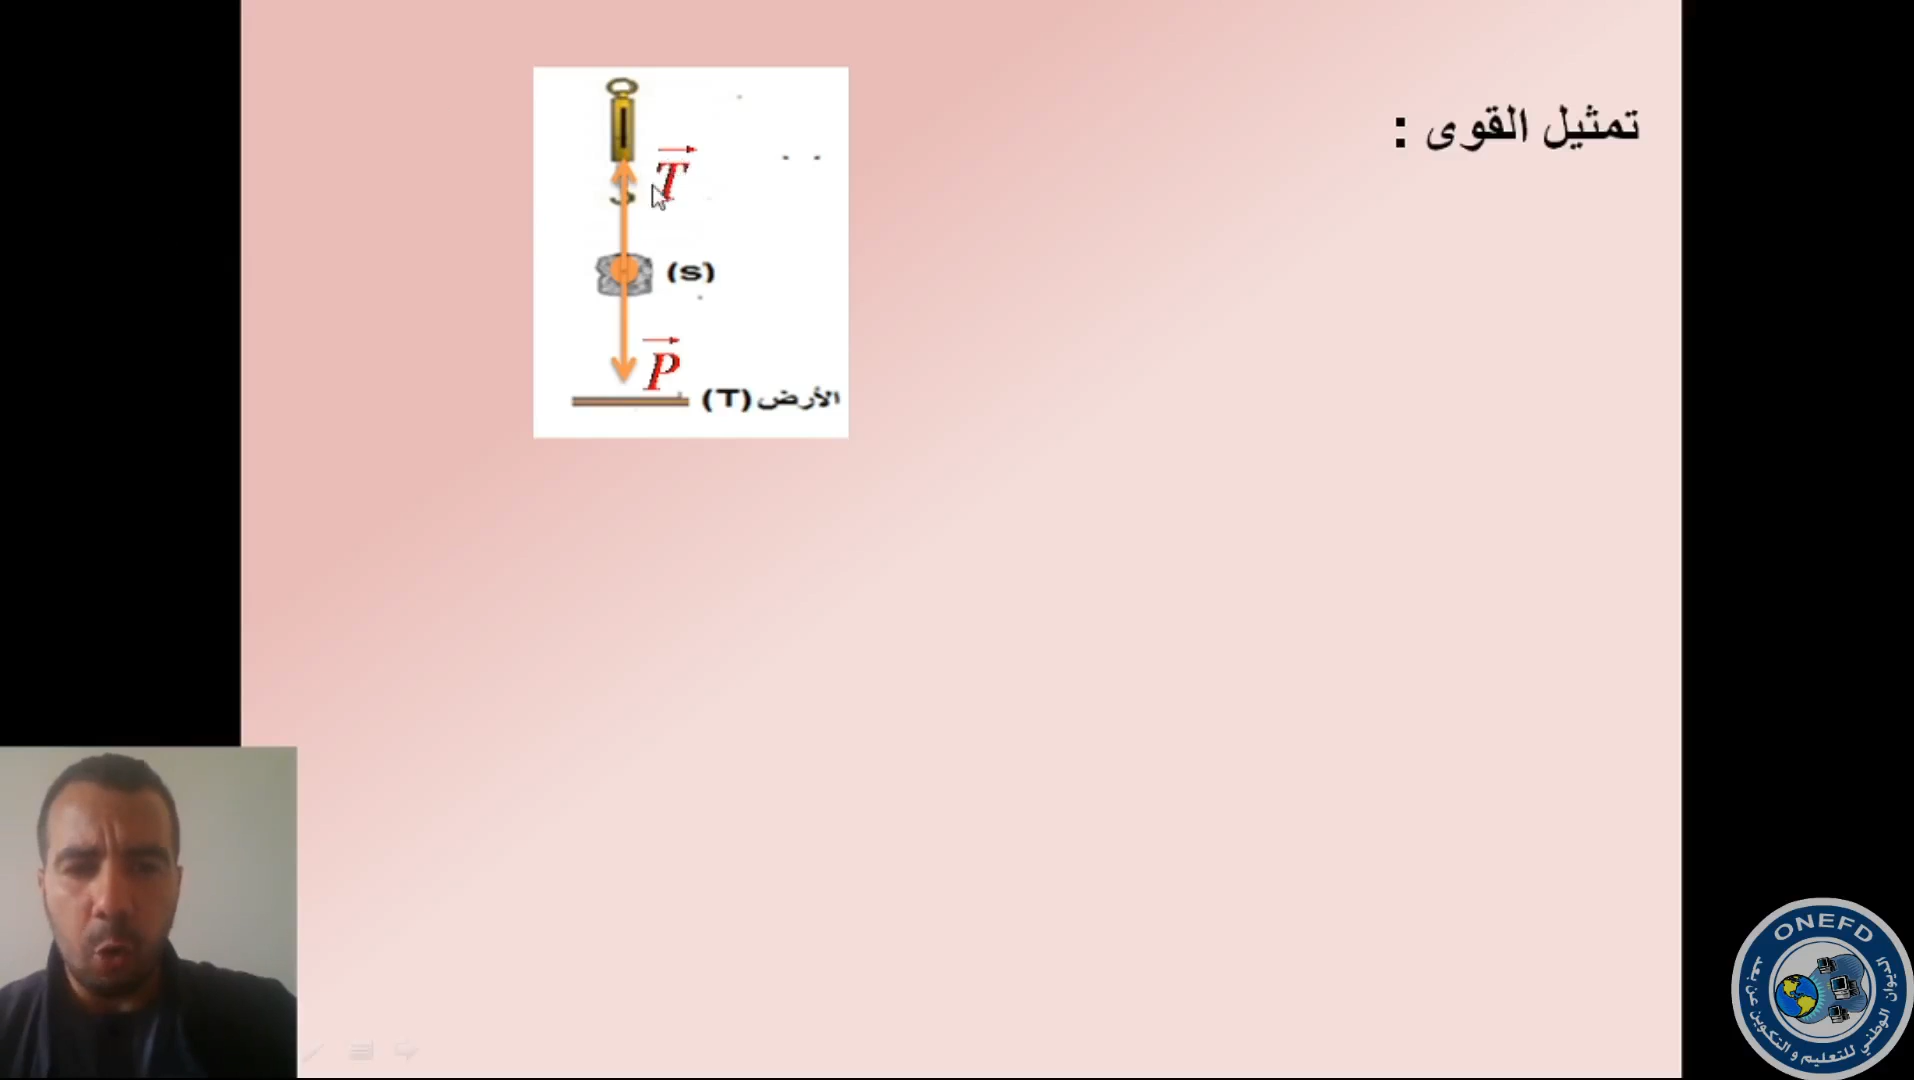 تمثيل القوى :
T
(s)
P
الأرض (T)
ONEFD
الديوان الوطني للتعليم و التكوين عن بعد